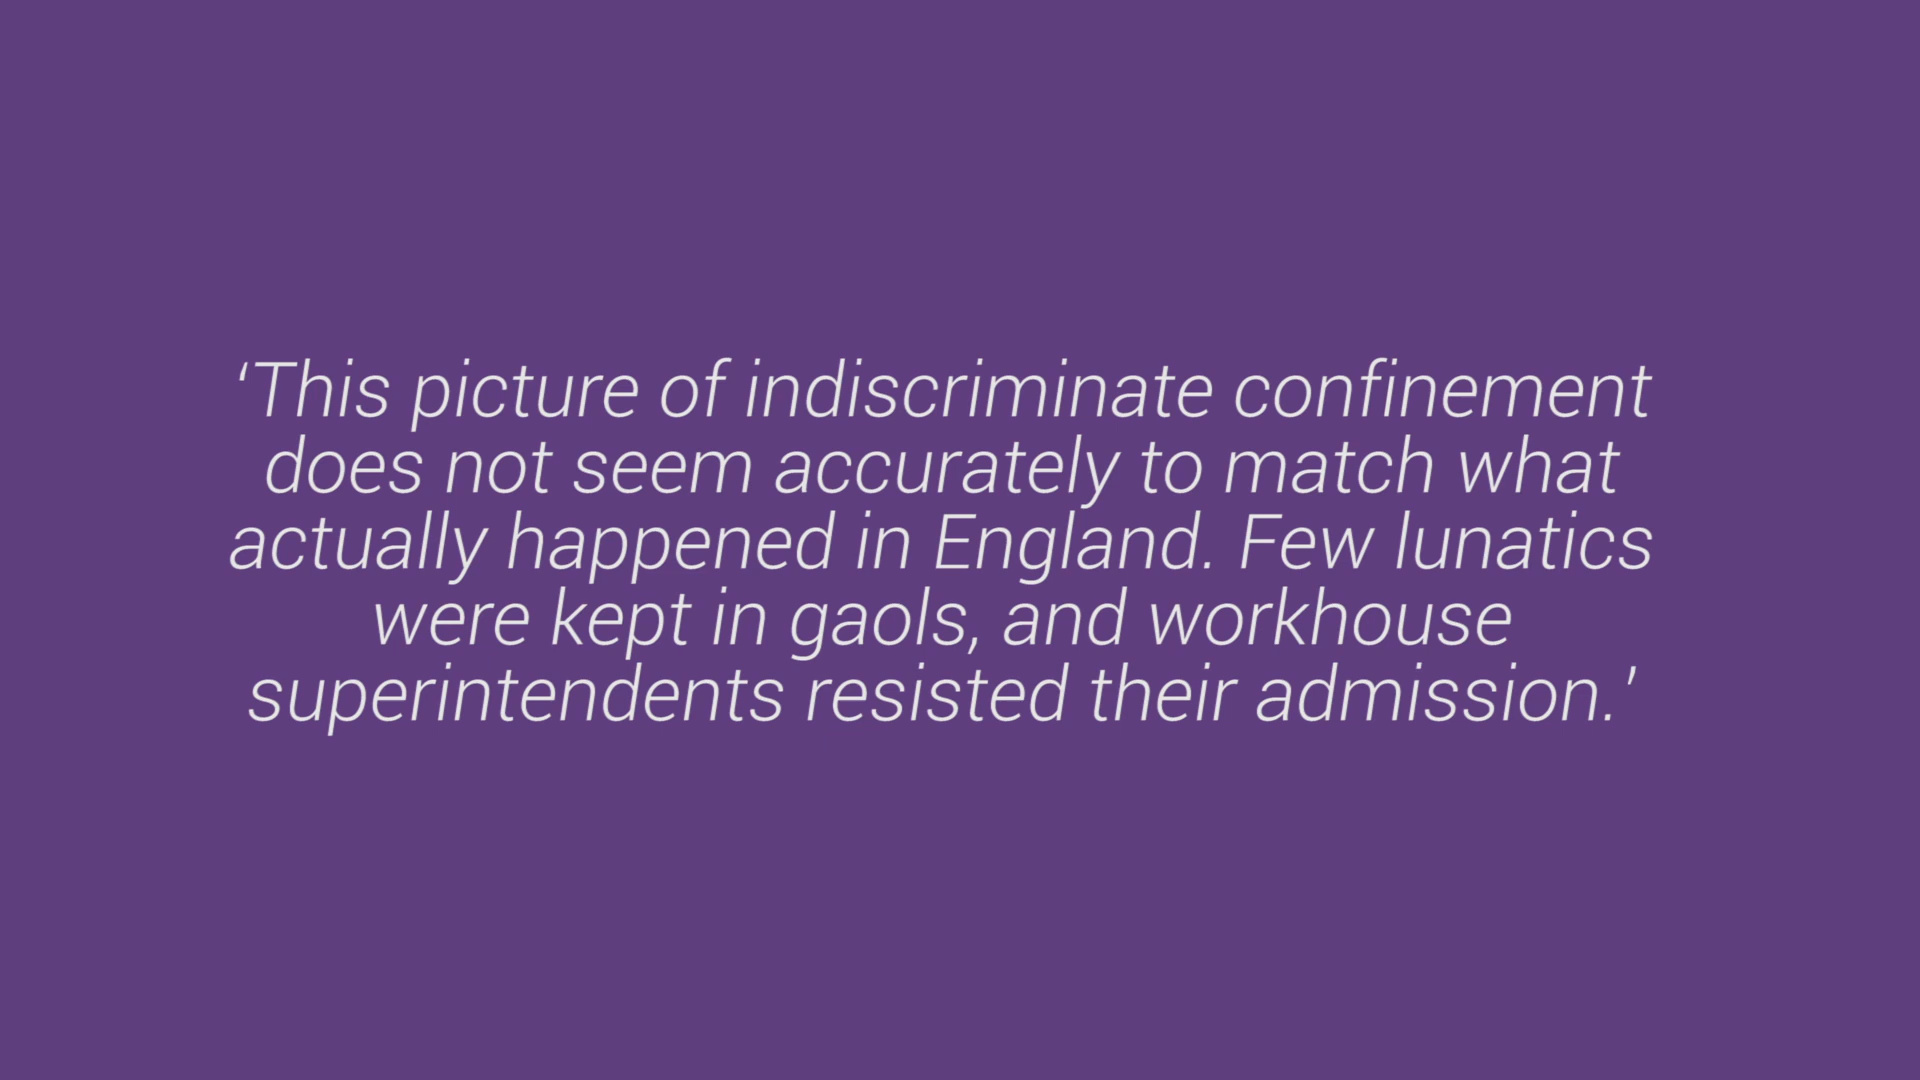 ‘This picture of indiscriminate confinement
does not seem accurately to match what
actually happened in England. Few lunatics
were kept in gaols, and workhouse
superintendents resisted their admission.’